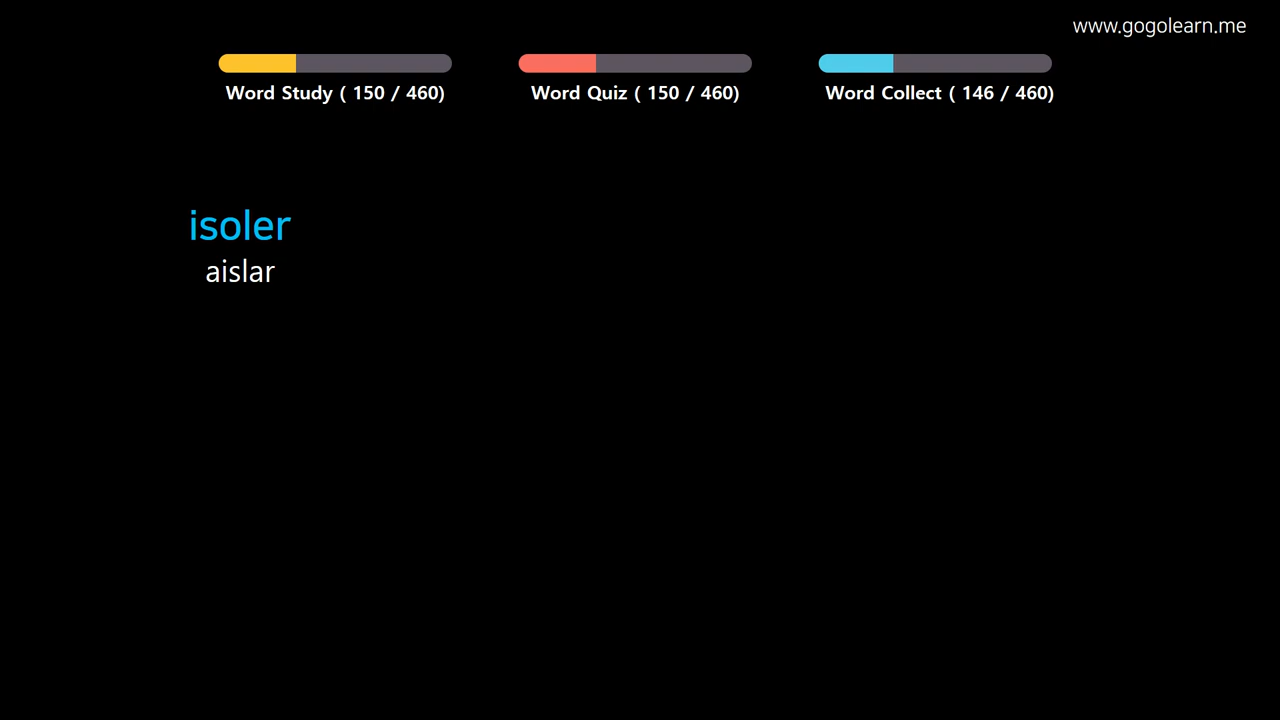 www.gogolearn.me
Word Study ( 150 / 460)
Word Quiz ( 150 / 460)
Word Collect ( 146 / 460)
isoler
aislar